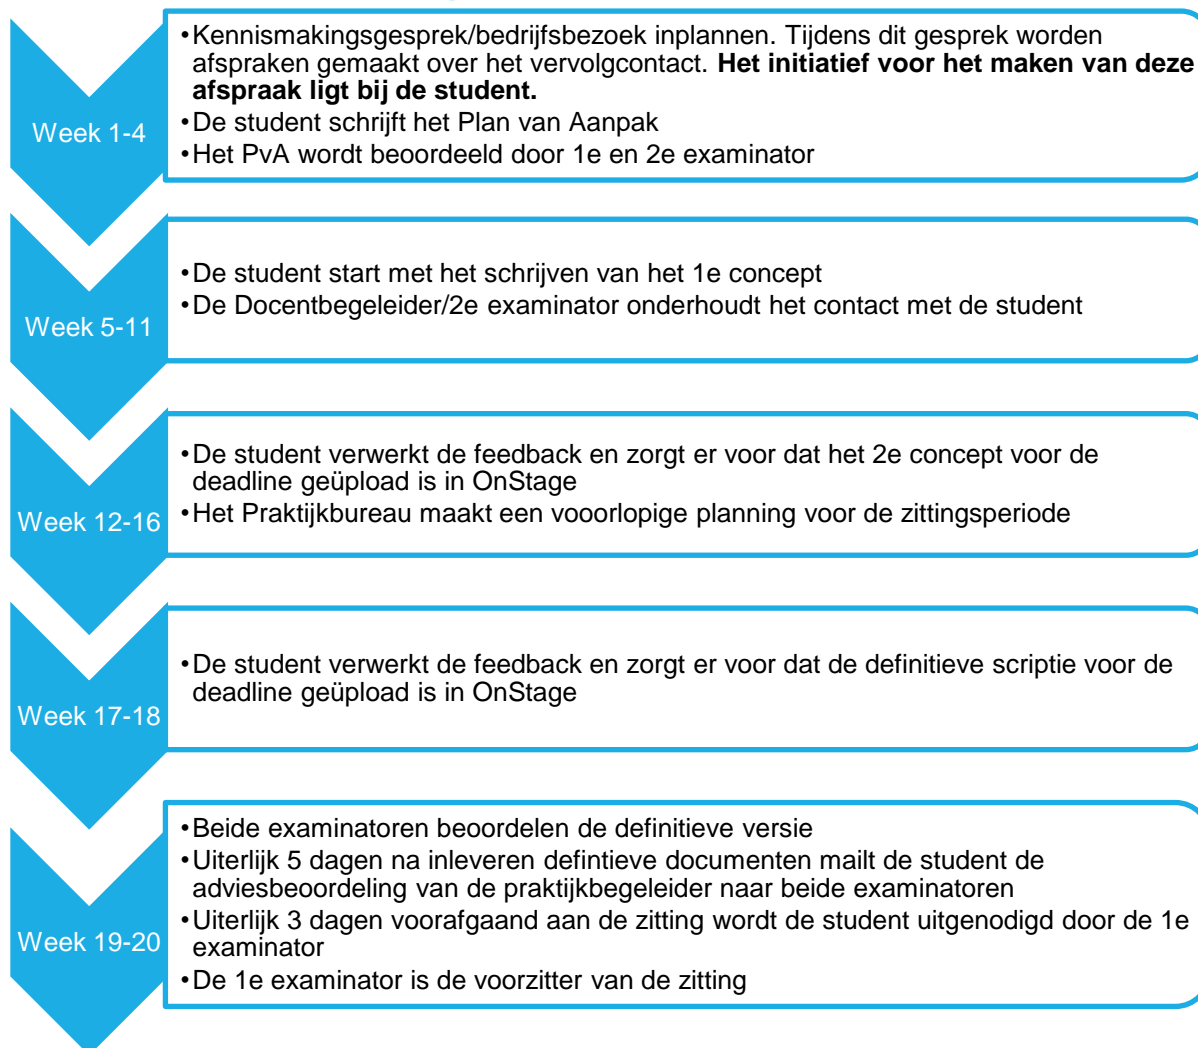 •Kennismakingsgesprek/bedrijfsbezoek inplannen. Tijdens dit gesprek worden
afspraken gemaakt over het vervolgcontact. Het initiatief voor het maken van deze
afspraak ligt bij de student.
Week 1-4
•De student schrijft het Plan van Aanpak
•Het PvA wordt beoordeeld door 1e en 2e examinator
•De student start met het schrijven van het 1e concept
•De Docentbegeleider/2e examinator onderhoudt het contact met de student
Week 5-11
•De student verwerkt de feedback en zorgt er voor dat het 2e concept voor de
deadline geüpload is in OnStage
Week 12-16
•Het Praktijkbureau maakt een vooorlopige planning voor de zittingsperiode
•De student verwerkt de feedback en zorgt er voor dat de definitieve scriptie voor de
deadline geüpload is in OnStage
Week 17-18
•Beide examinatoren beoordelen de definitieve versie
•Uiterlijk 5 dagen na inleveren defintieve documenten mailt de student de
adviesbeoordeling van de praktijkbegeleider naar beide examinatoren
•Uiterlijk 3 dagen voorafgaand aan de zitting wordt de student uitgenodigd door de 1e
examinator
Week 19-20
•De 1e examinator is de voorzitter van de zitting